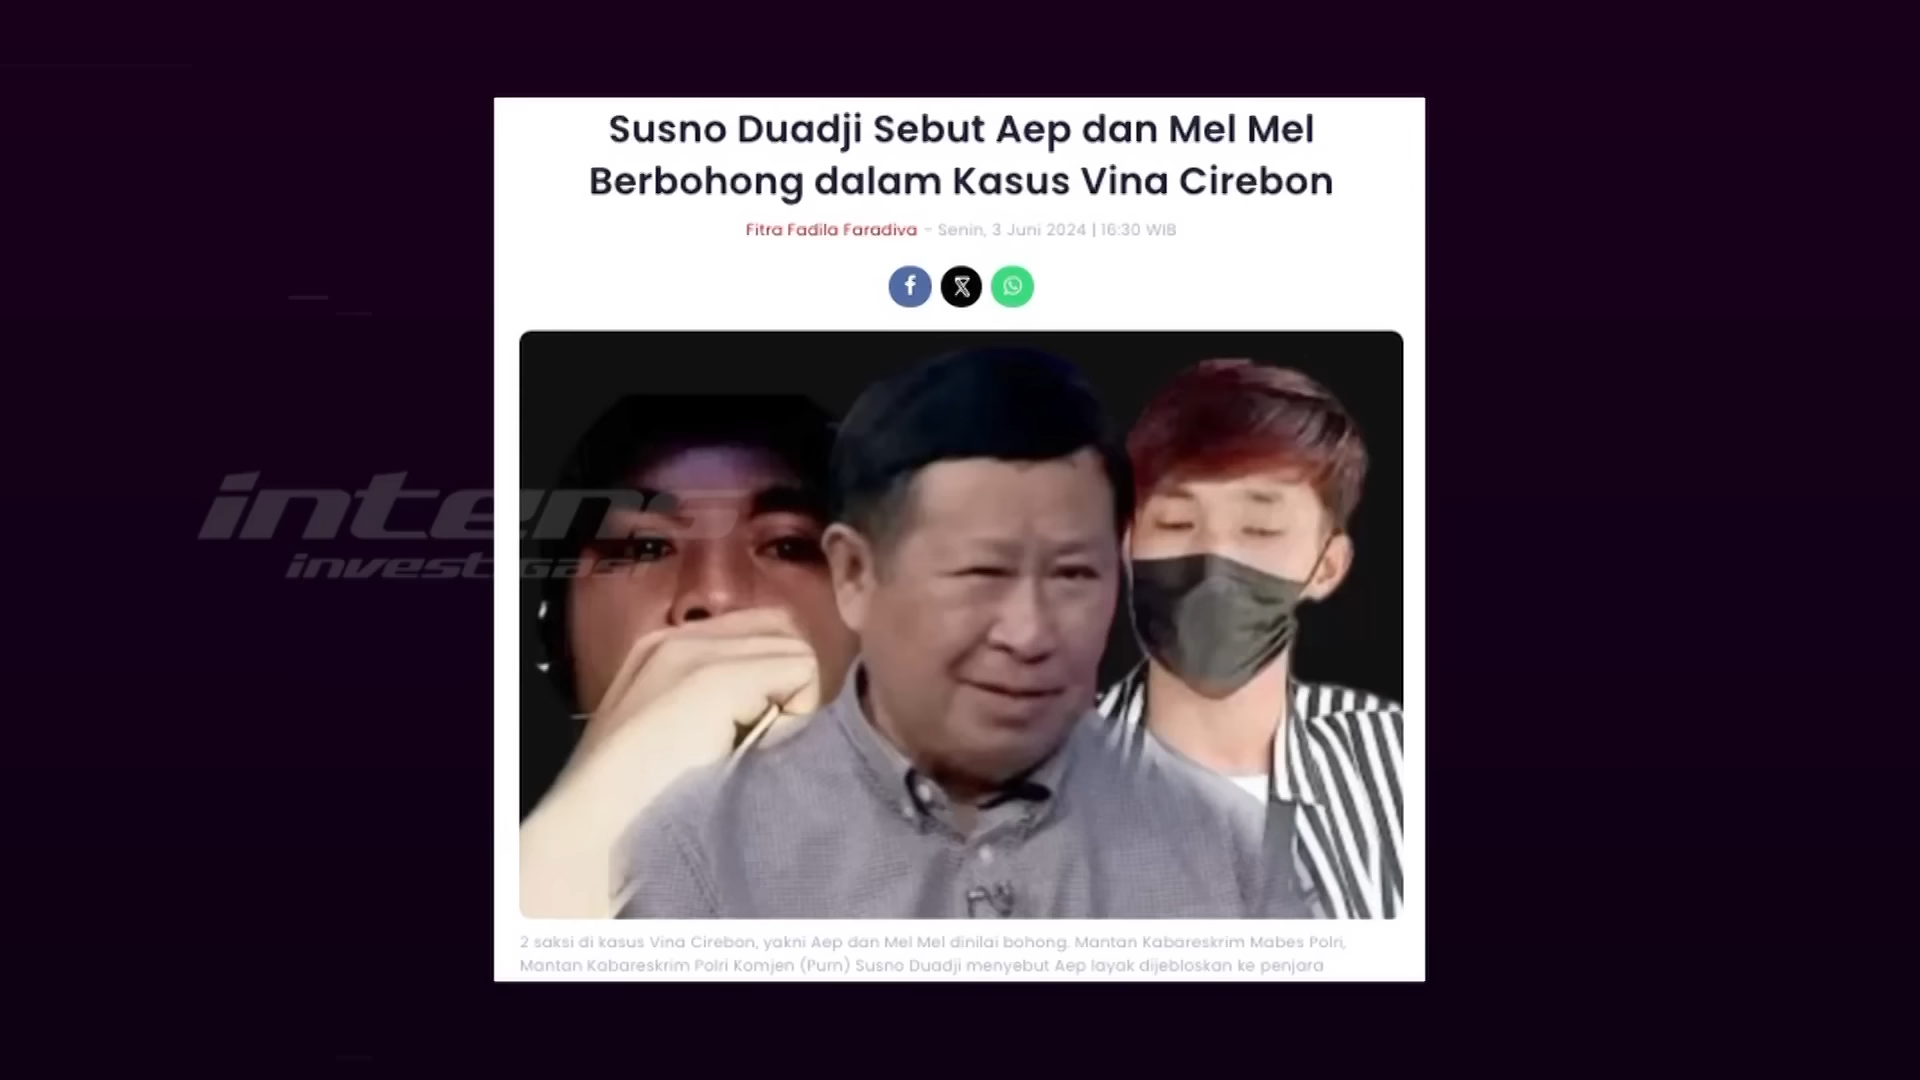 Susno Duadji Sebut Aep dan Mel Mel
Berbohong dalam Kasus Vina Cirebon
Fitra Fadila Faradiva - Senin, 3 Juni 2024 | 16:30 WIB
intens
investigasi
2 saksi di kasus Vina Cirebon, yakni Aep dan Mel Mel dinilai bohong. Mantan Kabareskrim Mabes Polri,
Mantan Kabareskrim Polri Komjen (Purn) Susno Duadji menyebut Aep layak dijebloskan ke penjara